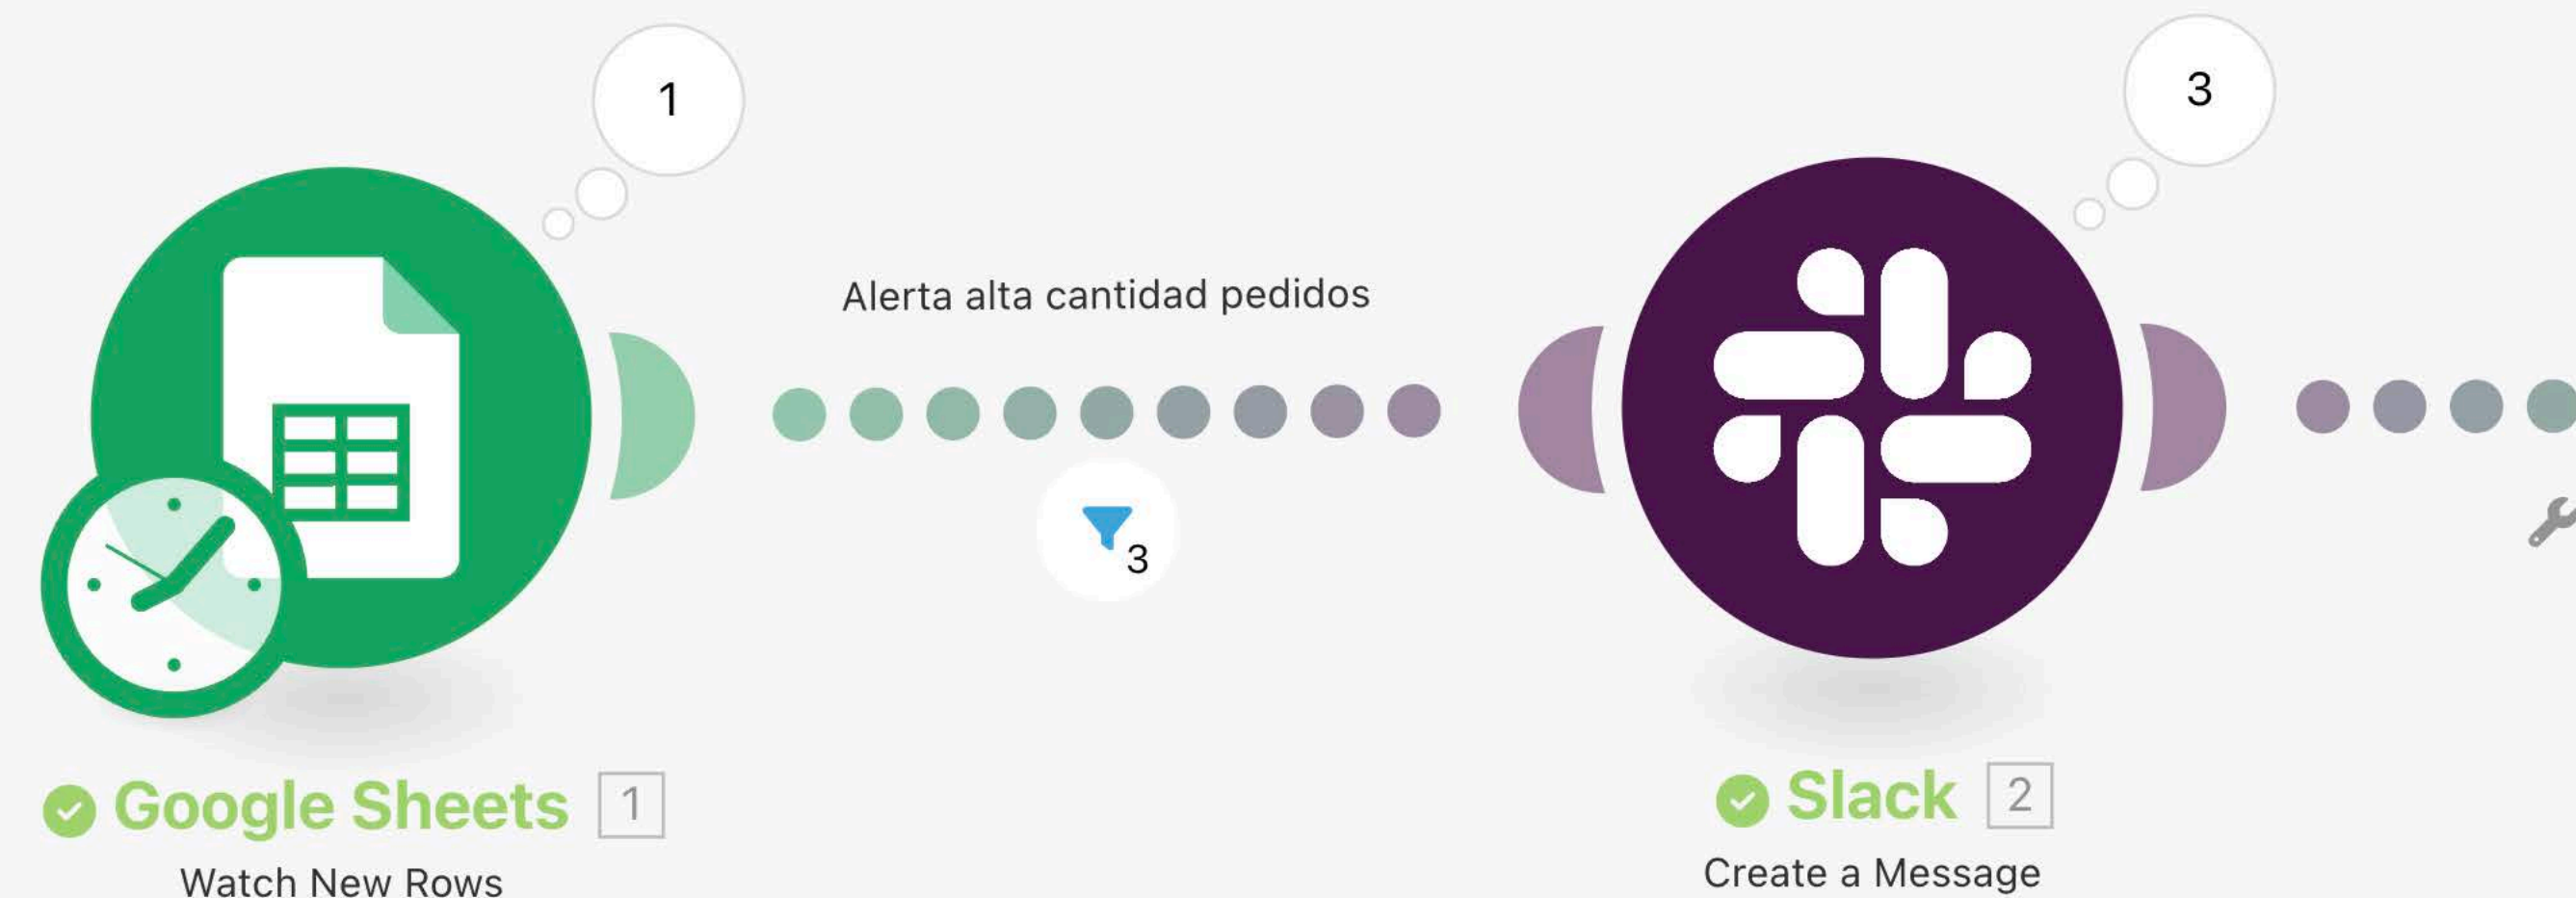 1
3
Alerta alta cantidad pedidos
3
Google Sheets 1
Watch New Rows
Slack 2
Create a Message